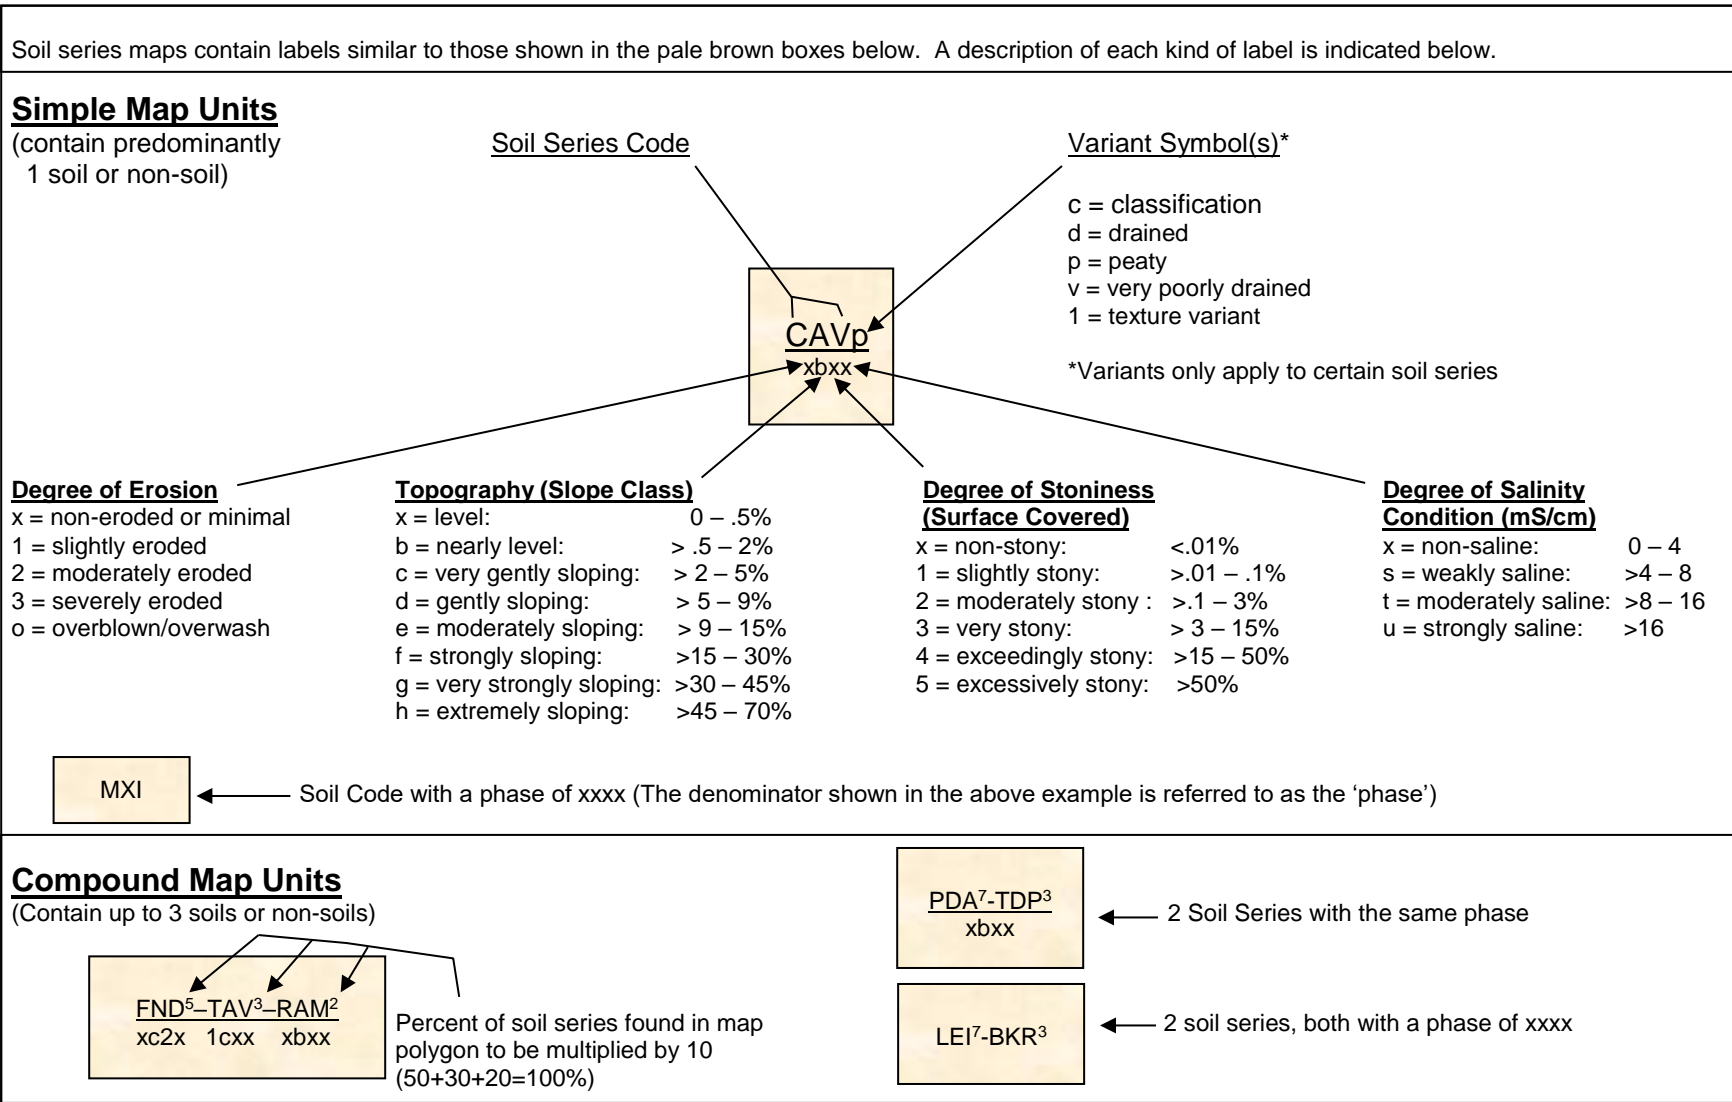 Soil series maps contain labels similar to those shown in the pale brown boxes below. A description of each kind of label is indicated below.
Simple Map Units
(contain predominantly
1 soil or non-soil)
Soil Series Code
Variant Symbol(s)*
c = classification
d = drained
p = peaty
v = very poorly drained
1 = texture variant
*Variants only apply to certain soil series
CAVp
xbxx
Degree of Erosion
x = non-eroded or minimal
1 = slightly eroded
2 = moderately eroded
3 = severely eroded
o = overblown/overwash
Topography (Slope Class)
x = level: 0 – .5%
b = nearly level: > .5 – 2%
c = very gently sloping: > 2 – 5%
d = gently sloping: > 5 – 9%
e = moderately sloping: > 9 – 15%
f = strongly sloping: >15 – 30%
g = very strongly sloping: >30 – 45%
h = extremely sloping: >45 – 70%
Degree of Stoniness
(Surface Covered)
x = non-stony: <.01%
1 = slightly stony: >.01 – .1%
2 = moderately stony : >.1 – 3%
3 = very stony: > 3 – 15%
4 = exceedingly stony: >15 – 50%
5 = excessively stony: >50%
Degree of Salinity
Condition (mS/cm)
x = non-saline: 0 – 4
s = weakly saline: >4 – 8
t = moderately saline: >8 – 16
u = strongly saline: >16
MXI
Soil Code with a phase of xxxx (The denominator shown in the above example is referred to as the ‘phase’)
Compound Map Units
(Contain up to 3 soils or non-soils)
FND⁵–TAV³–RAM²
xc2x 1cxx xbxx
Percent of soil series found in map
polygon to be multiplied by 10
(50+30+20=100%)
PDA⁷-TDP³
xbxx
2 Soil Series with the same phase
LEI⁷-BKR³
2 soil series, both with a phase of xxxx